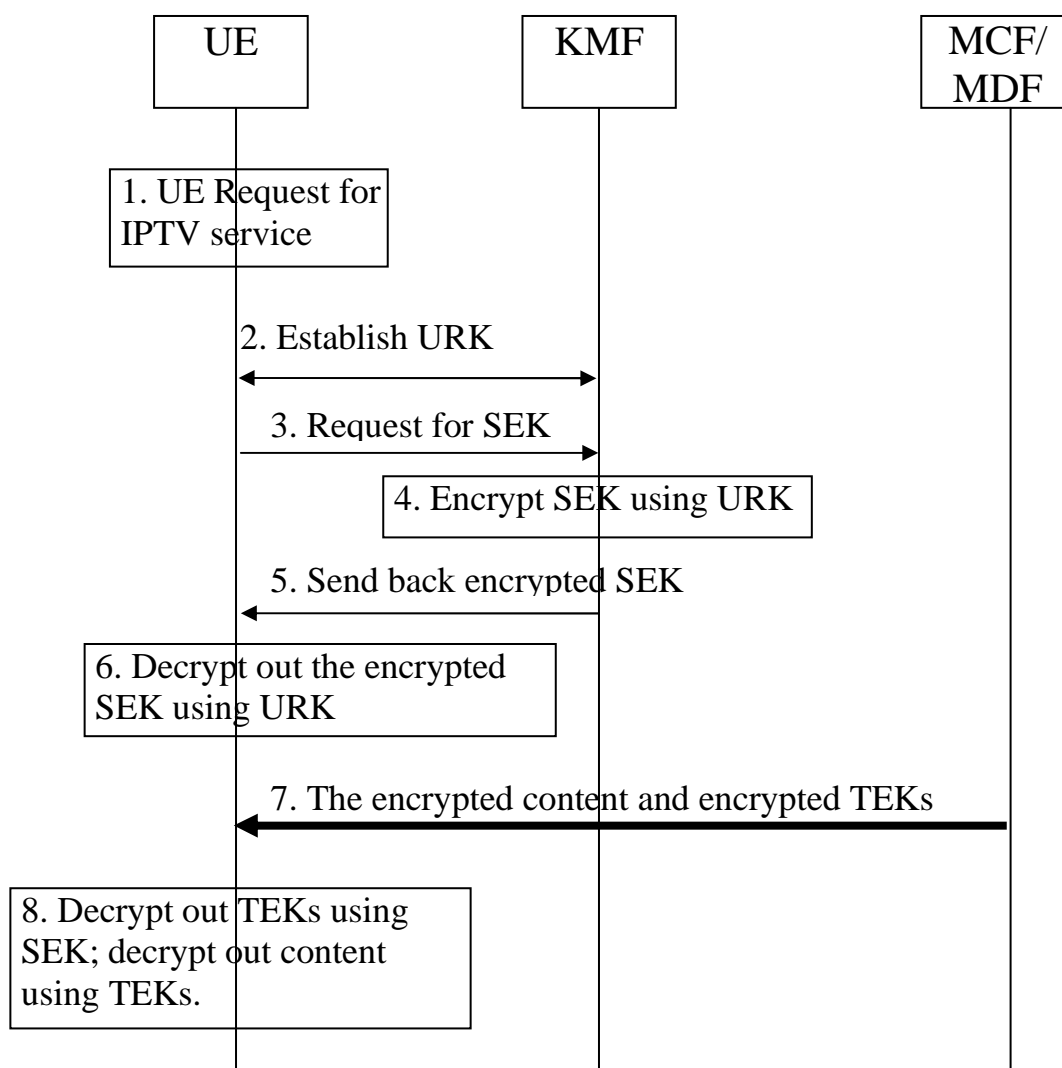 UE
KMF
MCF/
MDF
1. UE Request for
IPTV service
2. Establish URK
3. Request for SEK
4. Encrypt SEK using URK
5. Send back encrypted SEK
6. Decrypt out the encrypted
SEK using URK
7. The encrypted content and encrypted TEKs
8. Decrypt out TEKs using
SEK; decrypt out content
using TEKs.